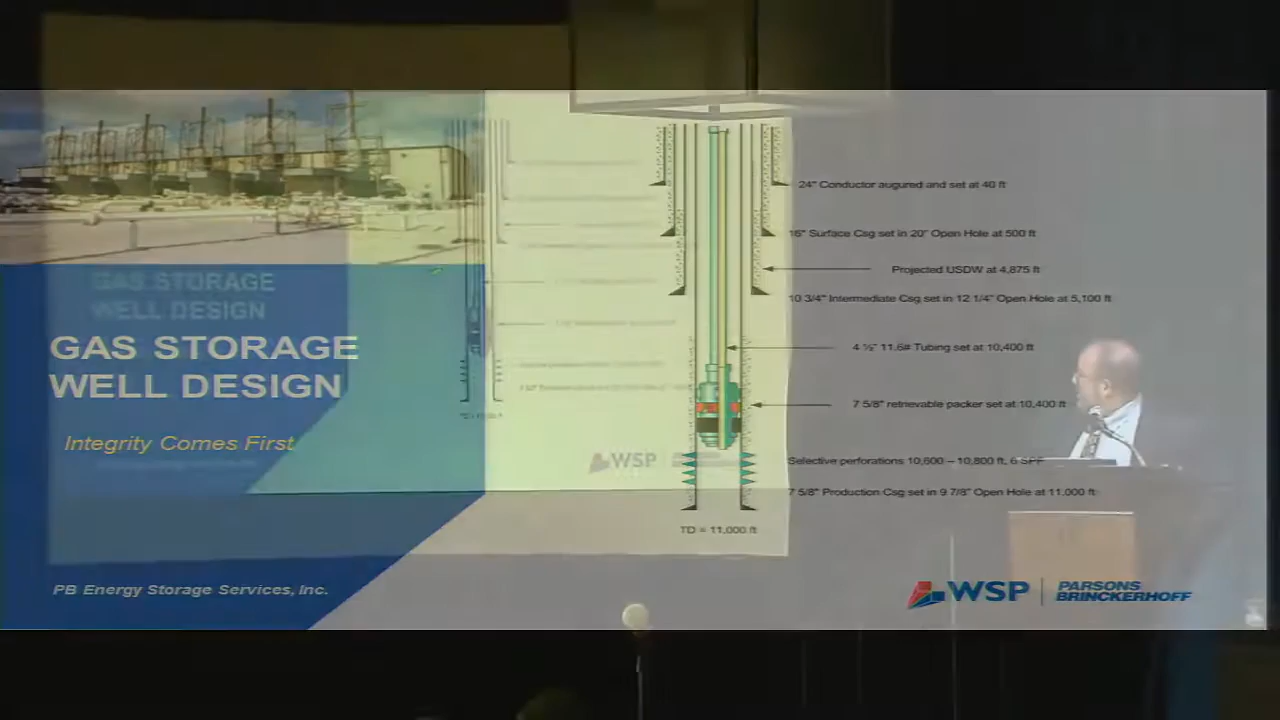 GAS STORAGE
WELL DESIGN
GAS STORAGE
WELL DESIGN
Integrity Comes First
PB Energy Storage Services, Inc.
24" Conductor augured and set at 40 ft
16" Surface Csg set in 20" Open Hole at 500 ft
Projected USDW at 4,875 ft
10 3/4" Intermediate Csg set in 12 1/4" Open Hole at 5,100 ft
4 ½" 11.6# Tubing set at 10,400 ft
7 5/8" retrievable packer set at 10,400 ft
Selective perforations 10,600 – 10,800 ft, 6 SPF
7 5/8" Production Csg set in 9 7/8" Open Hole at 11,000 ft
TD = 11,000 ft
WSP
WSP | PARSONS
BRINCKERHOFF